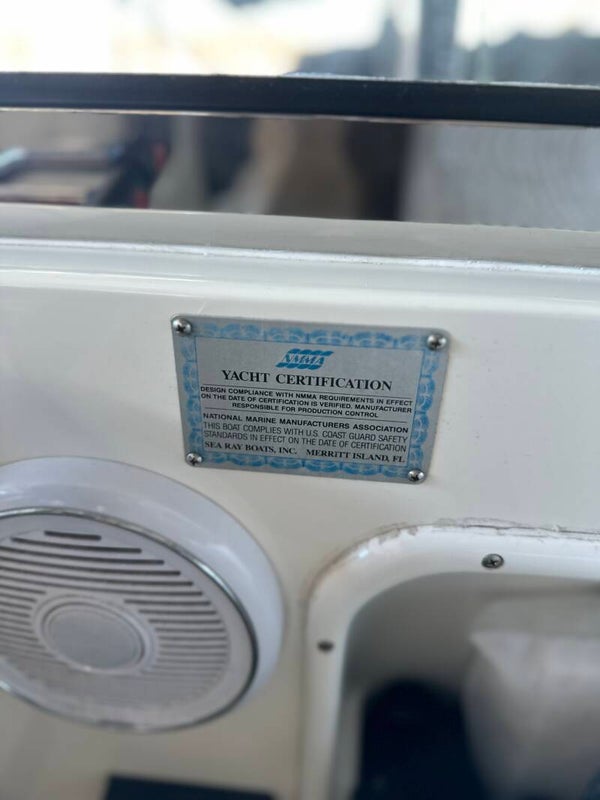 NMMA
YACHT CERTIFICATION
DESIGN COMPLIANCE WITH NMMA REQUIREMENTS IN EFFECT
ON THE DATE OF CERTIFICATION IS VERIFIED. MANUFACTURER
RESPONSIBLE FOR PRODUCTION CONTROL
NATIONAL MARINE MANUFACTURERS ASSOCIATION
THIS BOAT COMPLIES WITH U.S. COAST GUARD SAFETY
STANDARDS IN EFFECT ON THE DATE OF CERTIFICATION
SEA RAY BOATS, INC. MERRITT ISLAND, FL